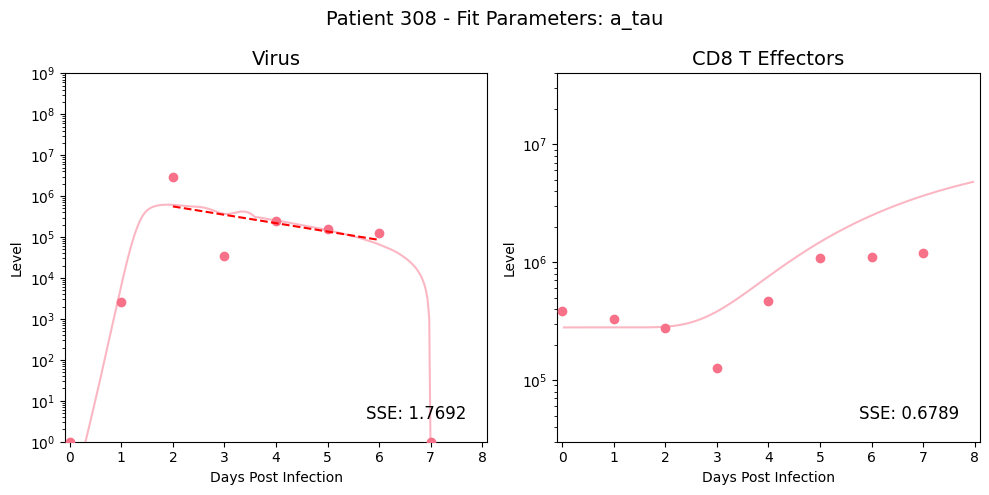 Patient 308 - Fit Parameters: a_tau
Virus
10^9
10^8
10^7
10^6
10^5
10^4
10^3
10^2
10^1
10^0
Level
SSE: 1.7692
0 1 2 3 4 5 6 7 8
Days Post Infection
CD8 T Effectors
10^7
10^6
10^5
Level
SSE: 0.6789
0 1 2 3 4 5 6 7 8
Days Post Infection